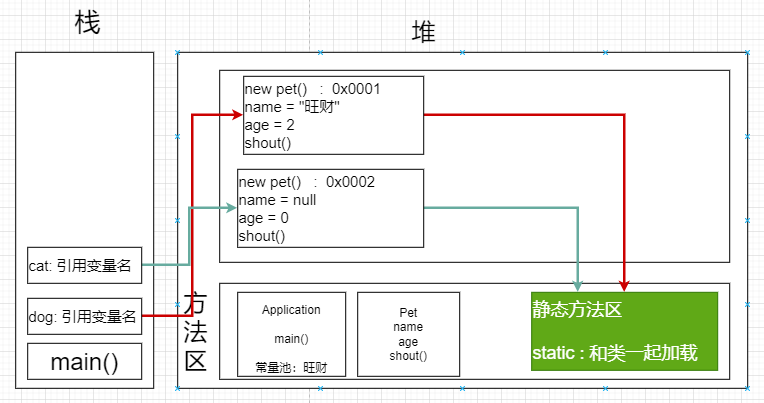 栈
堆
new pet()   :  0x0001
name = "旺财"
age = 2
shout()
new pet()   :  0x0002
name = null
age = 0
shout()
cat: 引用变量名
dog: 引用变量名
main()
方
法
区
Application
main()
常量池：旺财
Pet
name
age
shout()
静态方法区
static : 和类一起加载